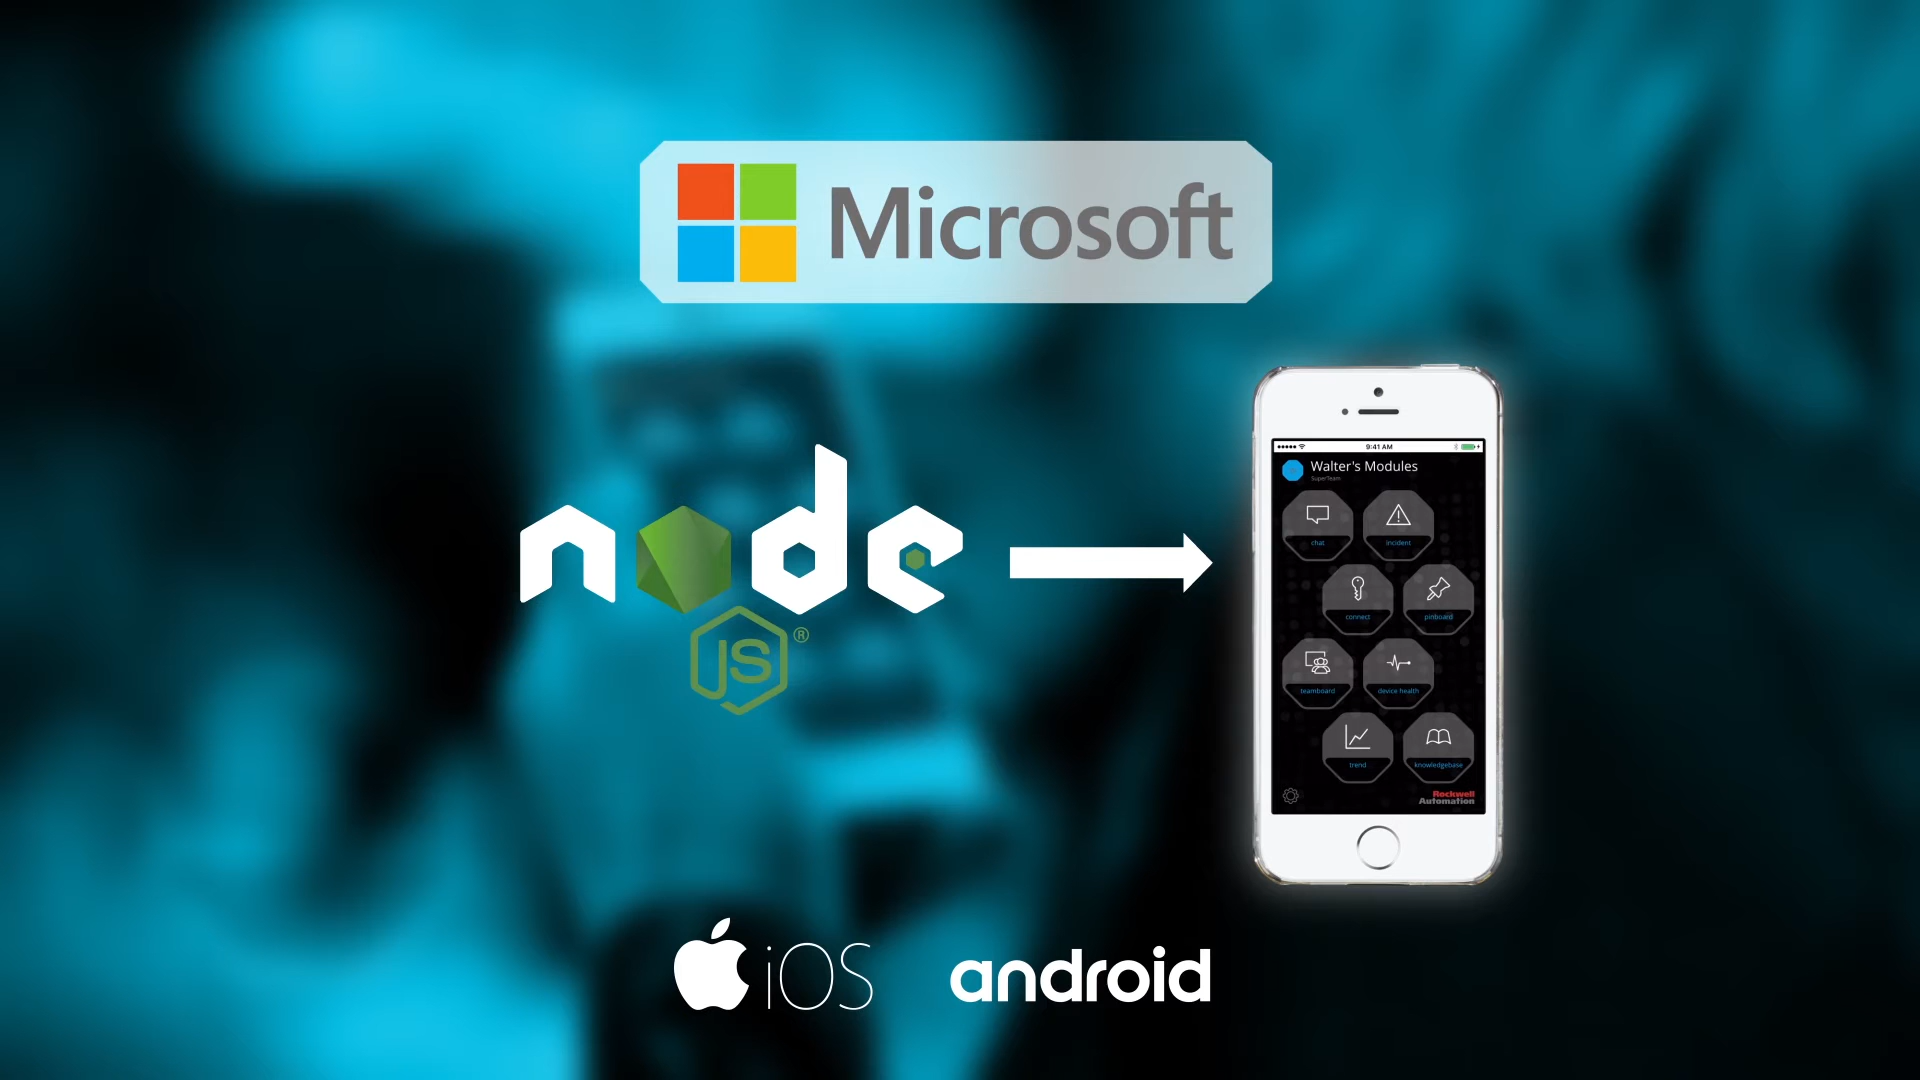 Microsoft
node
JS®
9:41 AM
Walter's Modules
SuperTeam
chat
incident
connect
pinboard
teamboard
device health
trend
knowledgebase
Rockwell
Automation
iOS
android